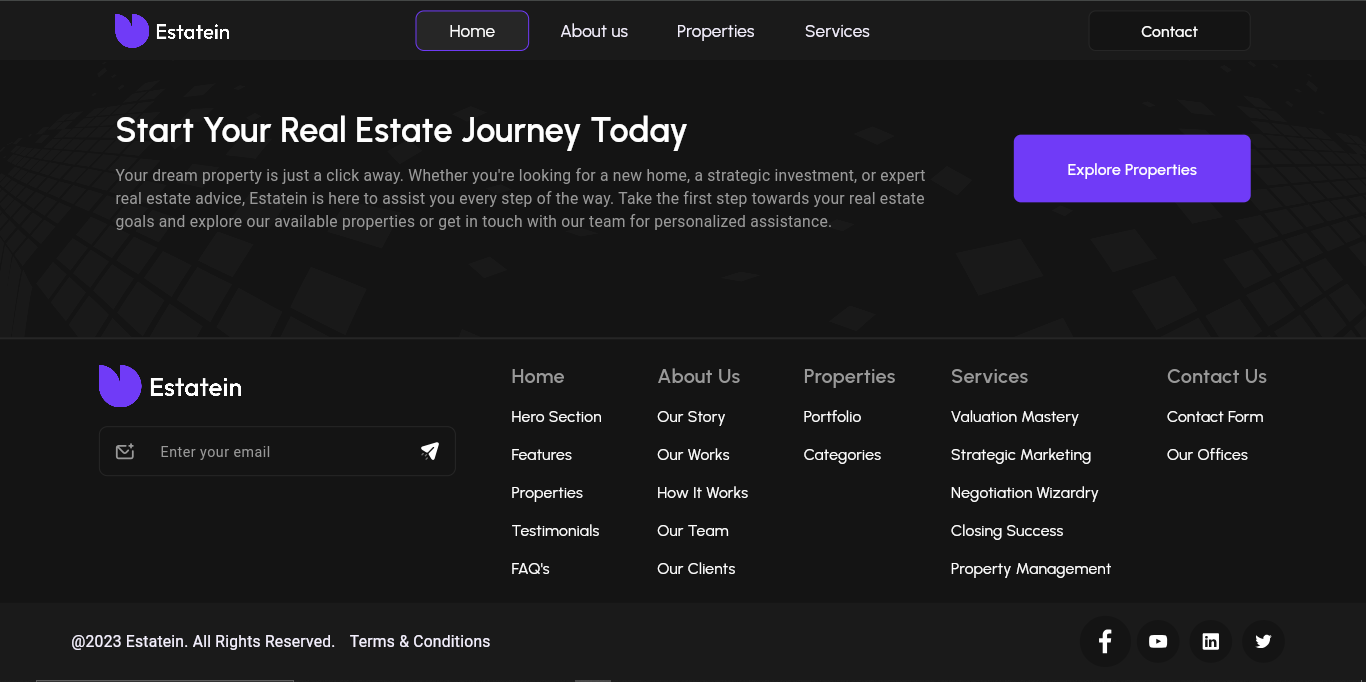 Estatein
Home
About us
Properties
Services
Contact
Start Your Real Estate Journey Today
Your dream property is just a click away. Whether you're looking for a new home, a strategic investment, or expert
real estate advice, Estatein is here to assist you every step of the way. Take the first step towards your real estate
goals and explore our available properties or get in touch with our team for personalized assistance.
Explore Properties
Estatein
Enter your email
Home
Hero Section
Features
Properties
Testimonials
FAQ's
About Us
Our Story
Our Works
How It Works
Our Team
Our Clients
Properties
Portfolio
Categories
Services
Valuation Mastery
Strategic Marketing
Negotiation Wizardry
Closing Success
Property Management
Contact Us
Contact Form
Our Offices
@2023 Estatein. All Rights Reserved.
Terms & Conditions